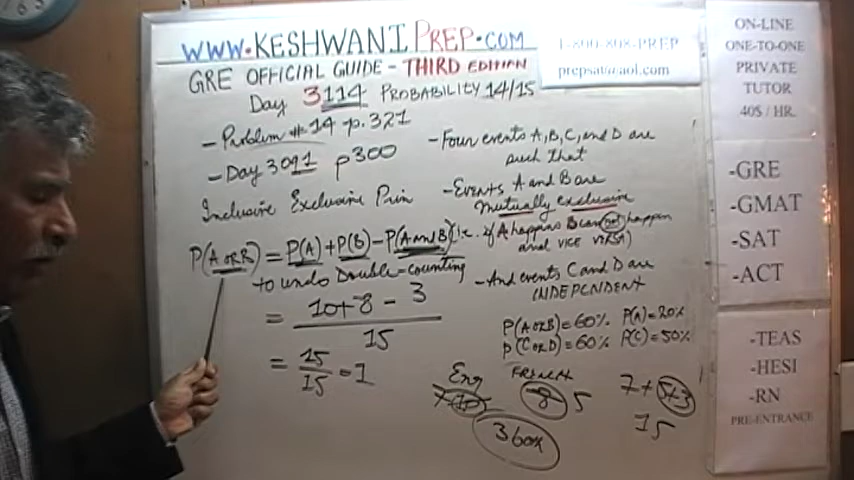 WWW.KESHWANIPREP.COM
1-800-808-PREP
prepsat@aol.com
GRE OFFICIAL GUIDE - THIRD EDITION
Day 3114 PROBABILITY 14/15
- Problem #14 p.321
- Day 3091 p300
Inclusive Exclusive Prin
P(A or B) = P(A) + P(B) - P(A and B)
to undo Double-counting
= 10+8-3
15
= 15
15
=1
- Four events A, B, C, and D are
such that
- Events A and B are
Mutually exclusive
(i.e. if A happens B can not happen
and VICE VERSA)
- And events C and D are
INDEPENDENT
P(A or B) = 60% P(A) = 20%
P(C or D) = 60% P(C) = 50%
Eng FRENCH
7 10 8 5
3 both
7+5+3
15
ON-LINE
ONE-TO-ONE
PRIVATE
TUTOR
40$ / HR.
-GRE
-GMAT
-SAT
-ACT
-TEAS
-HESI
-RN
PRE-ENTRANCE